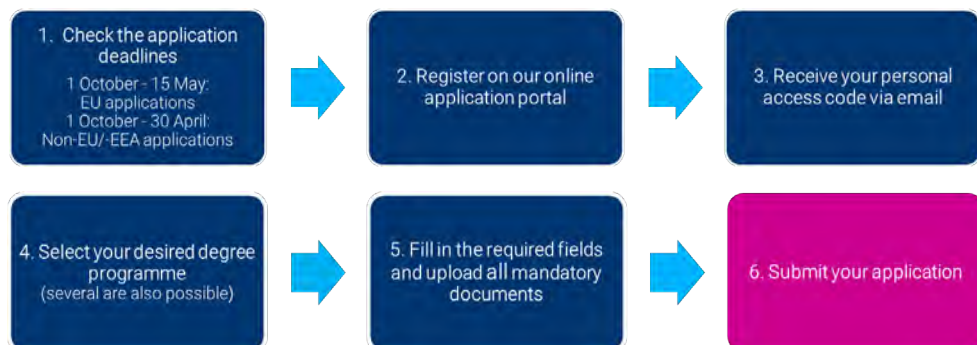 1. Check the application
deadlines
1 October - 15 May:
EU applications
1 October - 30 April:
Non-EU/-EEA applications
2. Register on our online
application portal
3. Receive your personal
access code via email
4. Select your desired degree
programme
(several are also possible)
5. Fill in the required fields
and upload all mandatory
documents
6. Submit your application